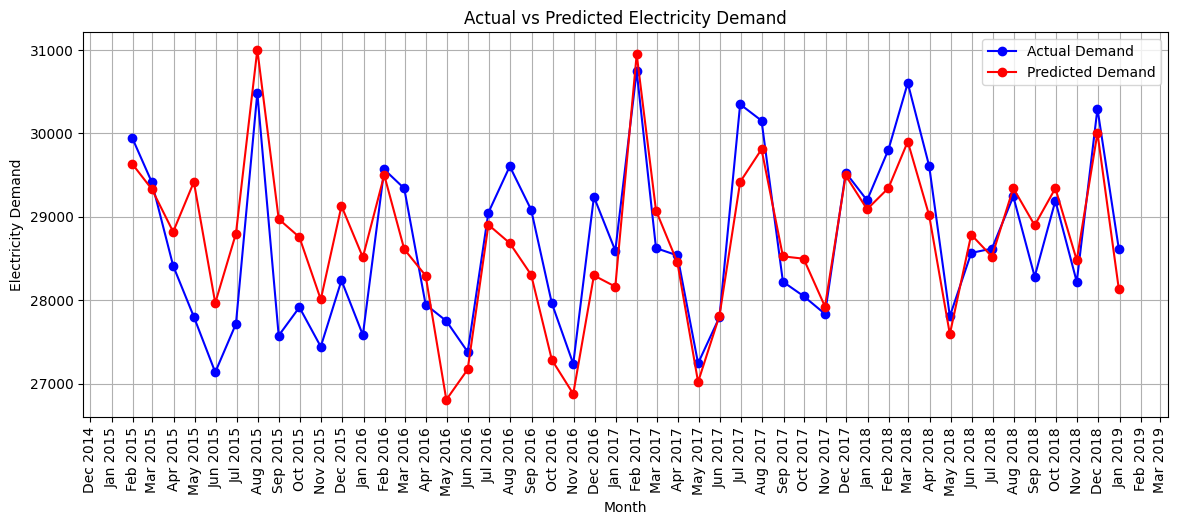 Actual vs Predicted Electricity Demand
Actual Demand
Predicted Demand
Electricity Demand
31000
30000
29000
28000
27000
Dec 2014
Jan 2015
Feb 2015
Mar 2015
Apr 2015
May 2015
Jun 2015
Jul 2015
Aug 2015
Sep 2015
Oct 2015
Nov 2015
Dec 2015
Jan 2016
Feb 2016
Mar 2016
Apr 2016
May 2016
Jun 2016
Jul 2016
Aug 2016
Sep 2016
Oct 2016
Nov 2016
Dec 2016
Jan 2017
Feb 2017
Mar 2017
Apr 2017
May 2017
Jun 2017
Jul 2017
Aug 2017
Sep 2017
Oct 2017
Nov 2017
Dec 2017
Jan 2018
Feb 2018
Mar 2018
Apr 2018
May 2018
Jun 2018
Jul 2018
Aug 2018
Sep 2018
Oct 2018
Nov 2018
Dec 2018
Jan 2019
Feb 2019
Mar 2019
Month